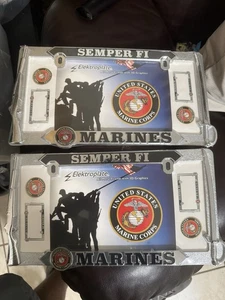 SEMPER FI
Elektroplate
UNITED STATES
MARINE CORPS
MARINES
SEMPER FI
Elektroplate
UNITED STATES
MARINE CORPS
MARINES